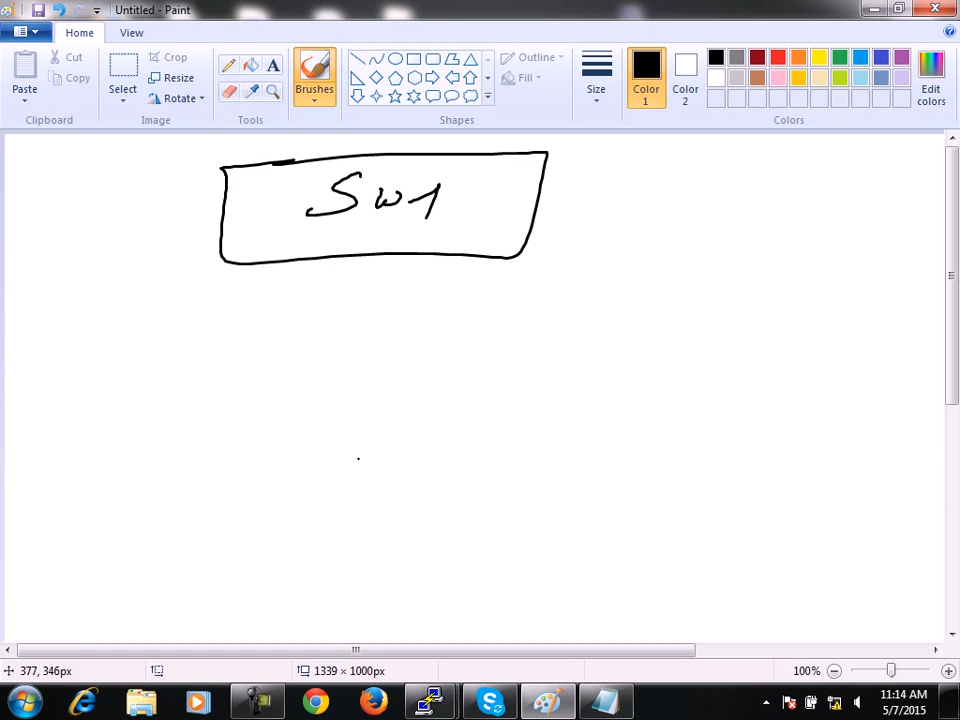 Untitled - Paint
Home
View
Paste
Cut
Copy
Clipboard
Select
Crop
Resize
Rotate
Image
A
Tools
Brushes
Outline
Fill
Shapes
Size
Color 1
Color 2
Edit colors
Colors
SW1
377, 346px
1339 × 1000px
100%
11:14 AM
5/7/2015